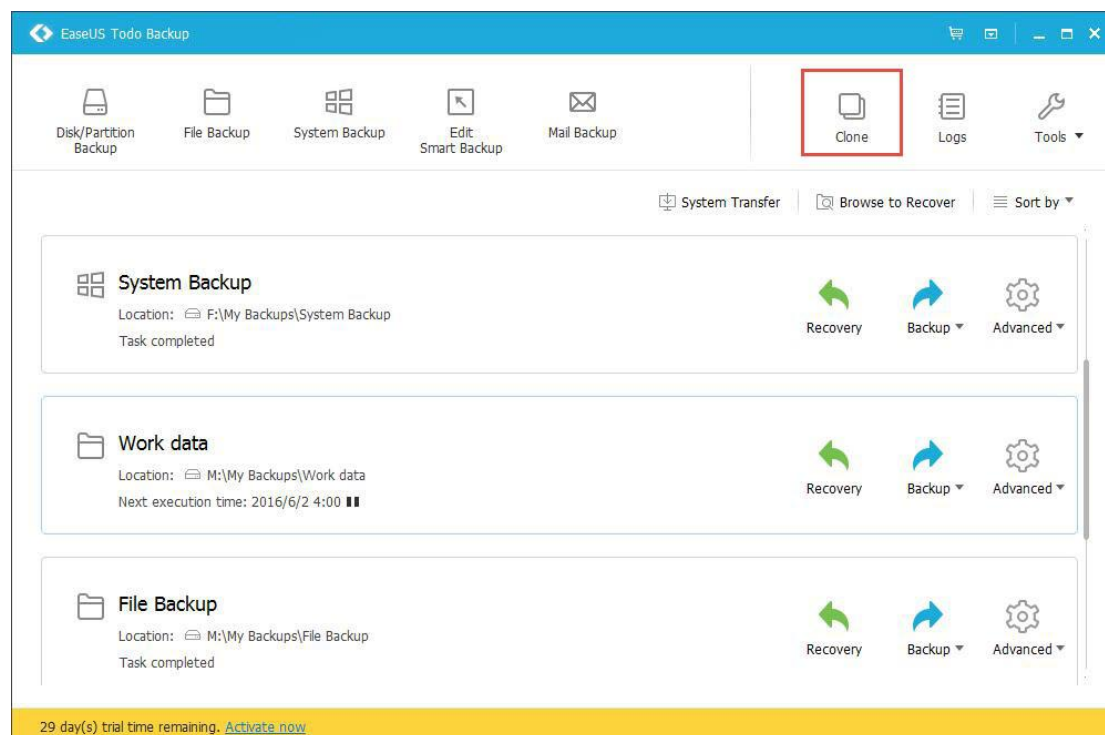 EaseUS Todo Backup
Disk/Partition
Backup
File Backup
System Backup
Edit
Smart Backup
Mail Backup
Clone
Logs
Tools
System Transfer
Browse to Recover
Sort by
System Backup
Location: F:\My Backups\System Backup
Task completed
Recovery
Backup
Advanced
Work data
Location: M:\My Backups\Work data
Next execution time: 2016/6/2 4:00
Recovery
Backup
Advanced
File Backup
Location: M:\My Backups\File Backup
Task completed
Recovery
Backup
Advanced
29 day(s) trial time remaining. Activate now